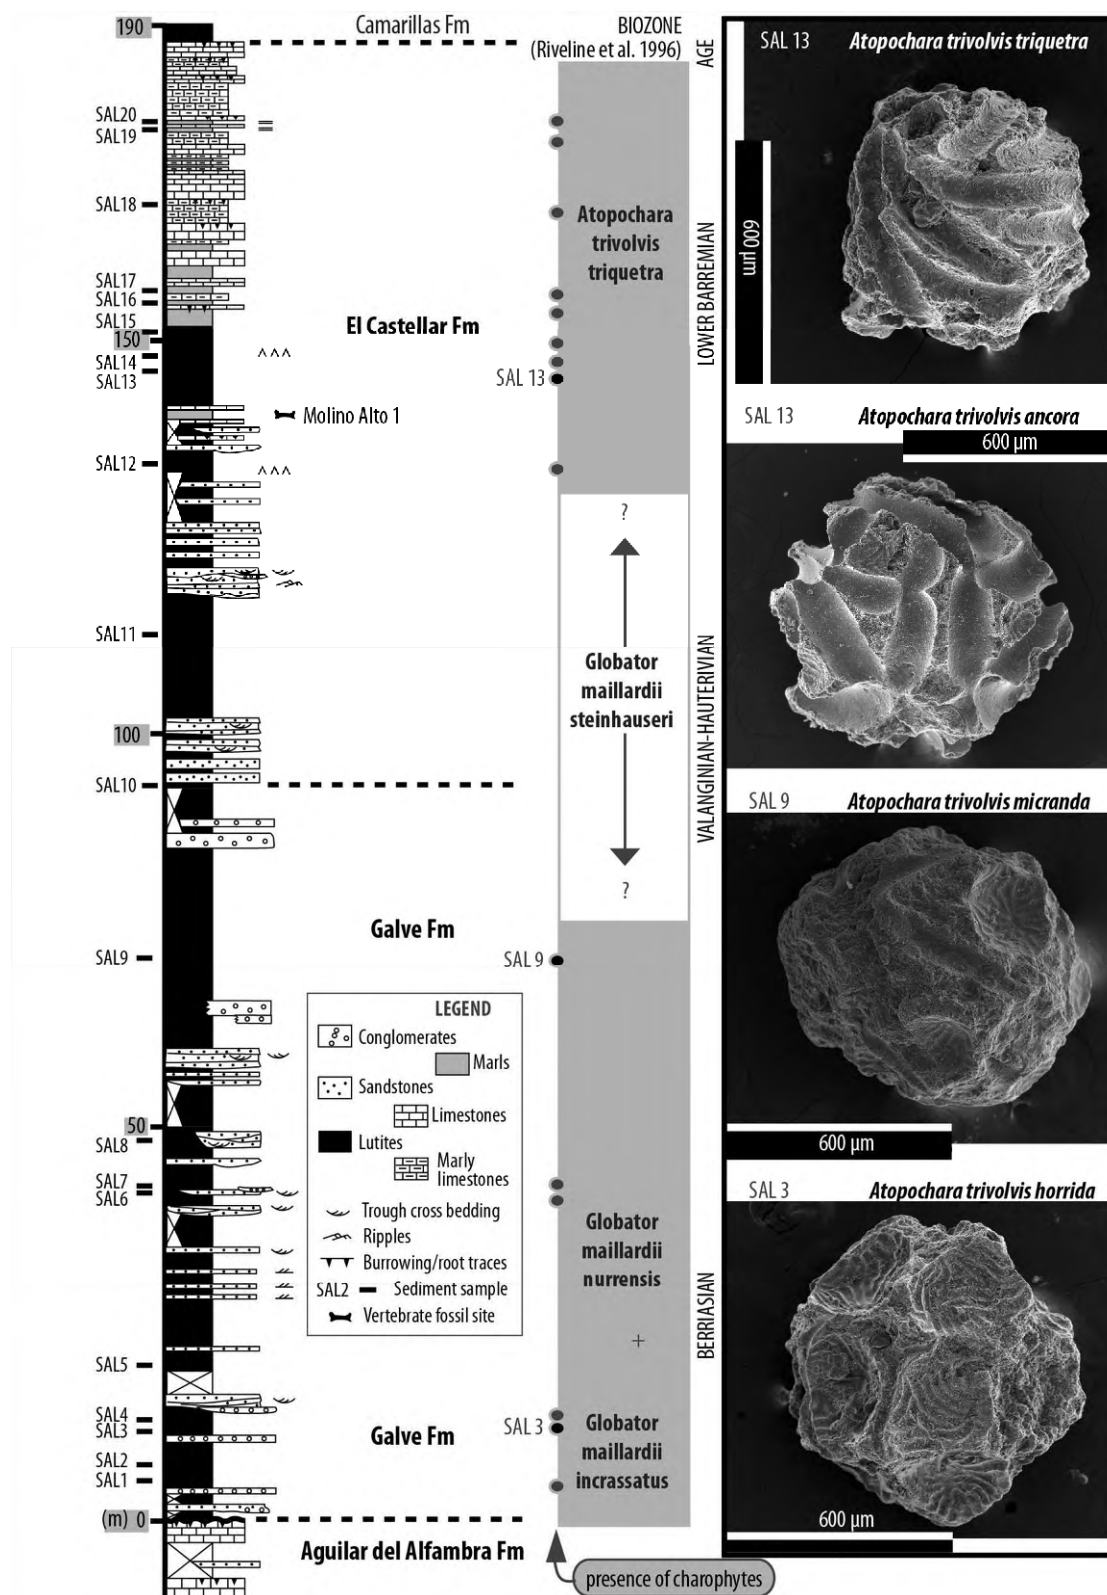 190
Camarillas Fm
BIOZONE
(Riveline et al. 1996)
AGE
SAL20
SAL19
SAL18
SAL17
SAL16
SAL15
150
SAL14
SAL13
El Castellar Fm
SAL 13
Molino Alto 1
SAL12
SAL11
100
SAL10
Galve Fm
SAL9
SAL 9
50
SAL8
SAL7
SAL6
SAL5
SAL4
SAL3
SAL 3
Galve Fm
SAL2
SAL1
(m) 0
Aguilar del Alfambra Fm
LEGEND
Conglomerates
Marls
Sandstones
Limestones
Lutites
Marly
limestones
Trough cross bedding
Ripples
Burrowing/root traces
SAL2 Sediment sample
Vertebrate fossil site
Atopochara
trivolvis
triquetra
?
Globator
maillardii
steinhauseri
?
Globator
maillardii
nurrensis
+
Globator
maillardii
incrassatus
presence of charophytes
LOWER BARREMIAN
VALANGINIAN-HAUTERIVIAN
BERRIASIAN
SAL 13 Atopochara trivolvis triquetra
600 µm
SAL 13 Atopochara trivolvis ancora
600 µm
SAL 9 Atopochara trivolvis micranda
600 µm
SAL 3 Atopochara trivolvis horrida
600 µm